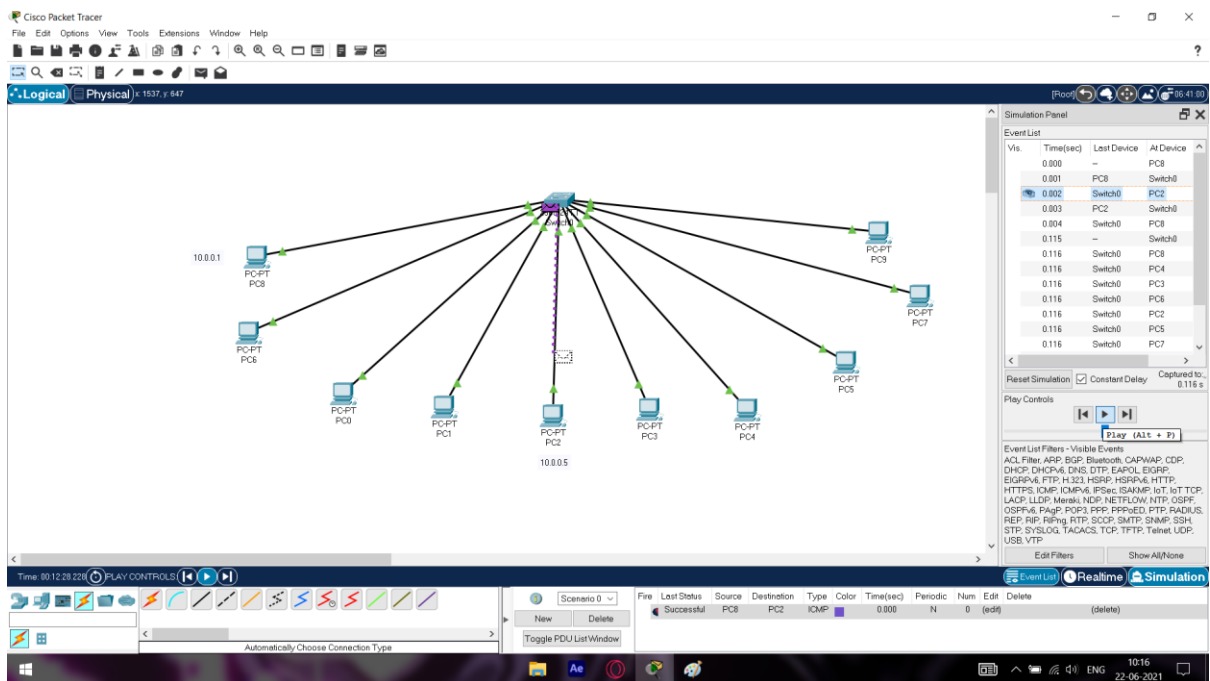 Cisco Packet Tracer
File Edit Options View Tools Extensions Window Help
?
Logical Physical x: 1537, y: 647
[Root] 06:41:00
Simulation Panel
Event List
Vis. Time(sec) Last Device At Device
0.000 -- PC8
0.001 PC8 Switch0
0.002 Switch0 PC2
0.003 PC2 Switch0
0.004 Switch0 PC8
0.115 -- Switch0
0.116 Switch0 PC8
0.116 Switch0 PC4
0.116 Switch0 PC3
0.116 Switch0 PC6
0.116 Switch0 PC2
0.116 Switch0 PC5
0.116 Switch0 PC7
Reset Simulation Constant Delay Captured to:
0.116 s
Play Controls
Play (Alt + P)
Event List Filters - Visible Events
ACL Filter, ARP, BGP, Bluetooth, CAPWAP, CDP,
DHCP, DHCPv6, DNS, DTP, EAPOL, EIGRP,
EIGRPv6, FTP, H.323, HSRP, HSRPv6, HTTP,
HTTPS, ICMP, ICMPv6, IPSec, ISAKMP, IoT, IoT TCP,
LACP, LLDP, Meraki, NDP, NETFLOW, NTP, OSPF,
OSPFv6, PAgP, POP3, PPP, PPPoED, PTP, RADIUS,
REP, RIP, RIPng, RTP, SCCP, SMTP, SNMP, SSH,
STP, SYSLOG, TACACS, TCP, TFTP, Telnet, UDP,
USB, VTP
Edit Filters Show All/None
Switch0
10.0.0.1
PC-PT
PC8
PC-PT
PC9
PC-PT
PC7
PC-PT
PC6
PC-PT
PC5
PC-PT
PC0
PC-PT
PC1
PC-PT
PC2
PC-PT
PC3
PC-PT
PC4
10.0.0.5
Time: 00:12:28.228 PLAY CONTROLS:
Event List Realtime Simulation
Automatically Choose Connection Type
Scenario 0
New Delete
Toggle PDU List Window
Fire Last Status Source Destination Type Color Time(sec) Periodic Num Edit Delete
Successful PC8 PC2 ICMP 0.000 N 0 (edit) (delete)
Ae
ENG
10:16
22-06-2021